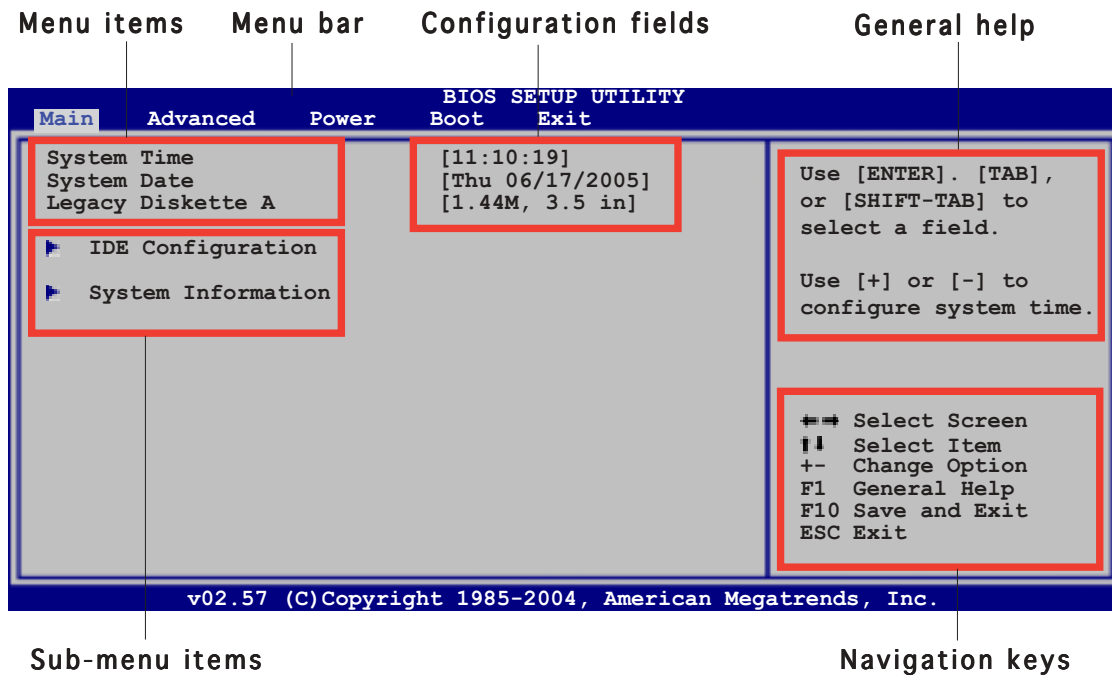 Menu items Menu bar Configuration fields General help
BIOS SETUP UTILITY
Main Advanced Power Boot Exit
System Time [11:10:19]
System Date [Thu 06/17/2005]
Legacy Diskette A [1.44M, 3.5 in]
IDE Configuration
System Information
Use [ENTER]. [TAB],
or [SHIFT-TAB] to
select a field.
Use [+] or [-] to
configure system time.
Select Screen
Select Item
+- Change Option
F1 General Help
F10 Save and Exit
ESC Exit
v02.57 (C)Copyright 1985-2004, American Megatrends, Inc.
Sub-menu items Navigation keys